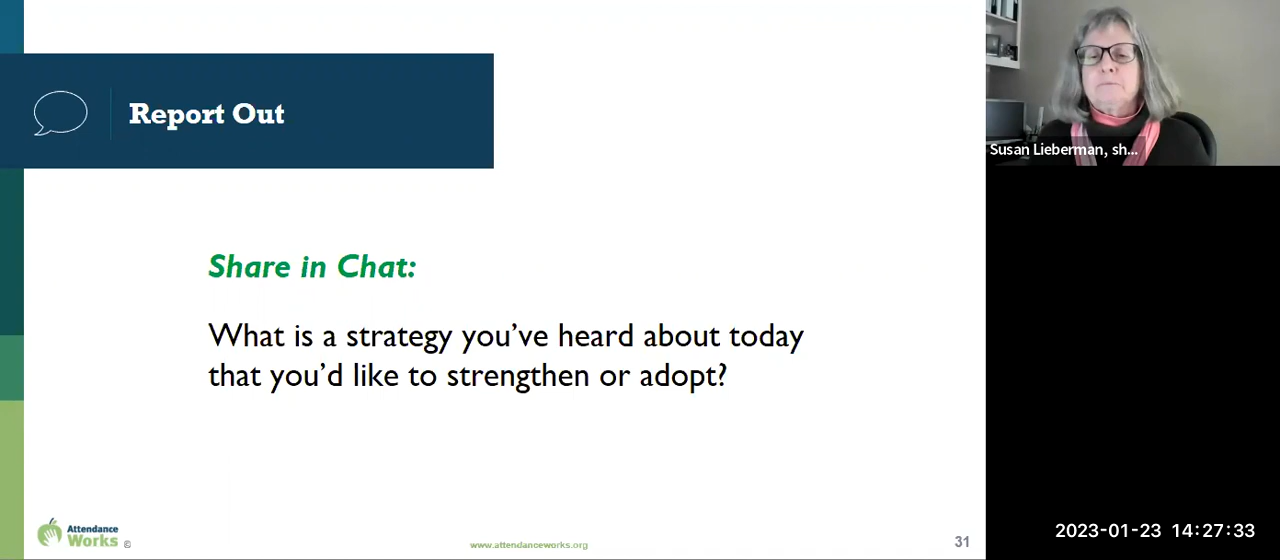 Report Out
Susan Lieberman, sh...
Share in Chat:
What is a strategy you've heard about today
that you'd like to strengthen or adopt?
Attendance
Works ©
www.attendanceworks.org
31
2023-01-23 14:27:33